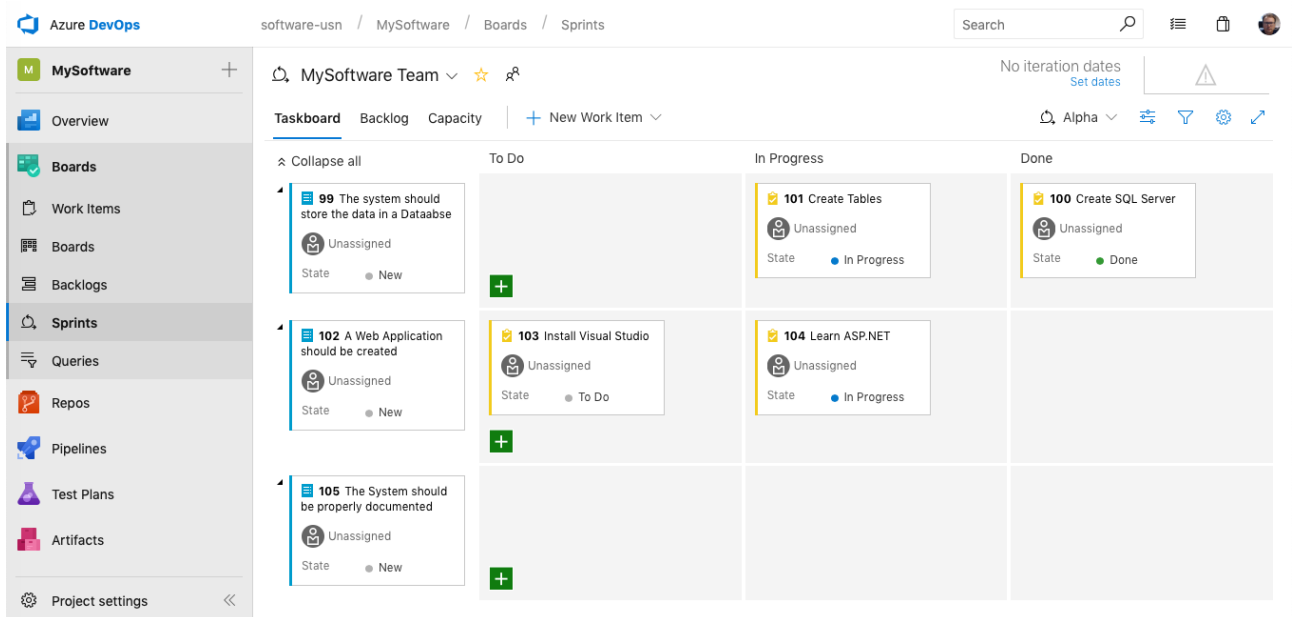 Azure DevOps
software-usn / MySoftware / Boards / Sprints
Search
M MySoftware
Overview
Boards
Work Items
Boards
Backlogs
Sprints
Queries
Repos
Pipelines
Test Plans
Artifacts
Project settings
MySoftware Team
No iteration dates
Set dates
Taskboard Backlog Capacity New Work Item
Alpha
Collapse all
To Do
In Progress
Done
99 The system should
store the data in a Dataabse
Unassigned
State New
101 Create Tables
Unassigned
State In Progress
100 Create SQL Server
Unassigned
State Done
102 A Web Application
should be created
Unassigned
State New
103 Install Visual Studio
Unassigned
State To Do
104 Learn ASP.NET
Unassigned
State In Progress
105 The System should
be properly documented
Unassigned
State New